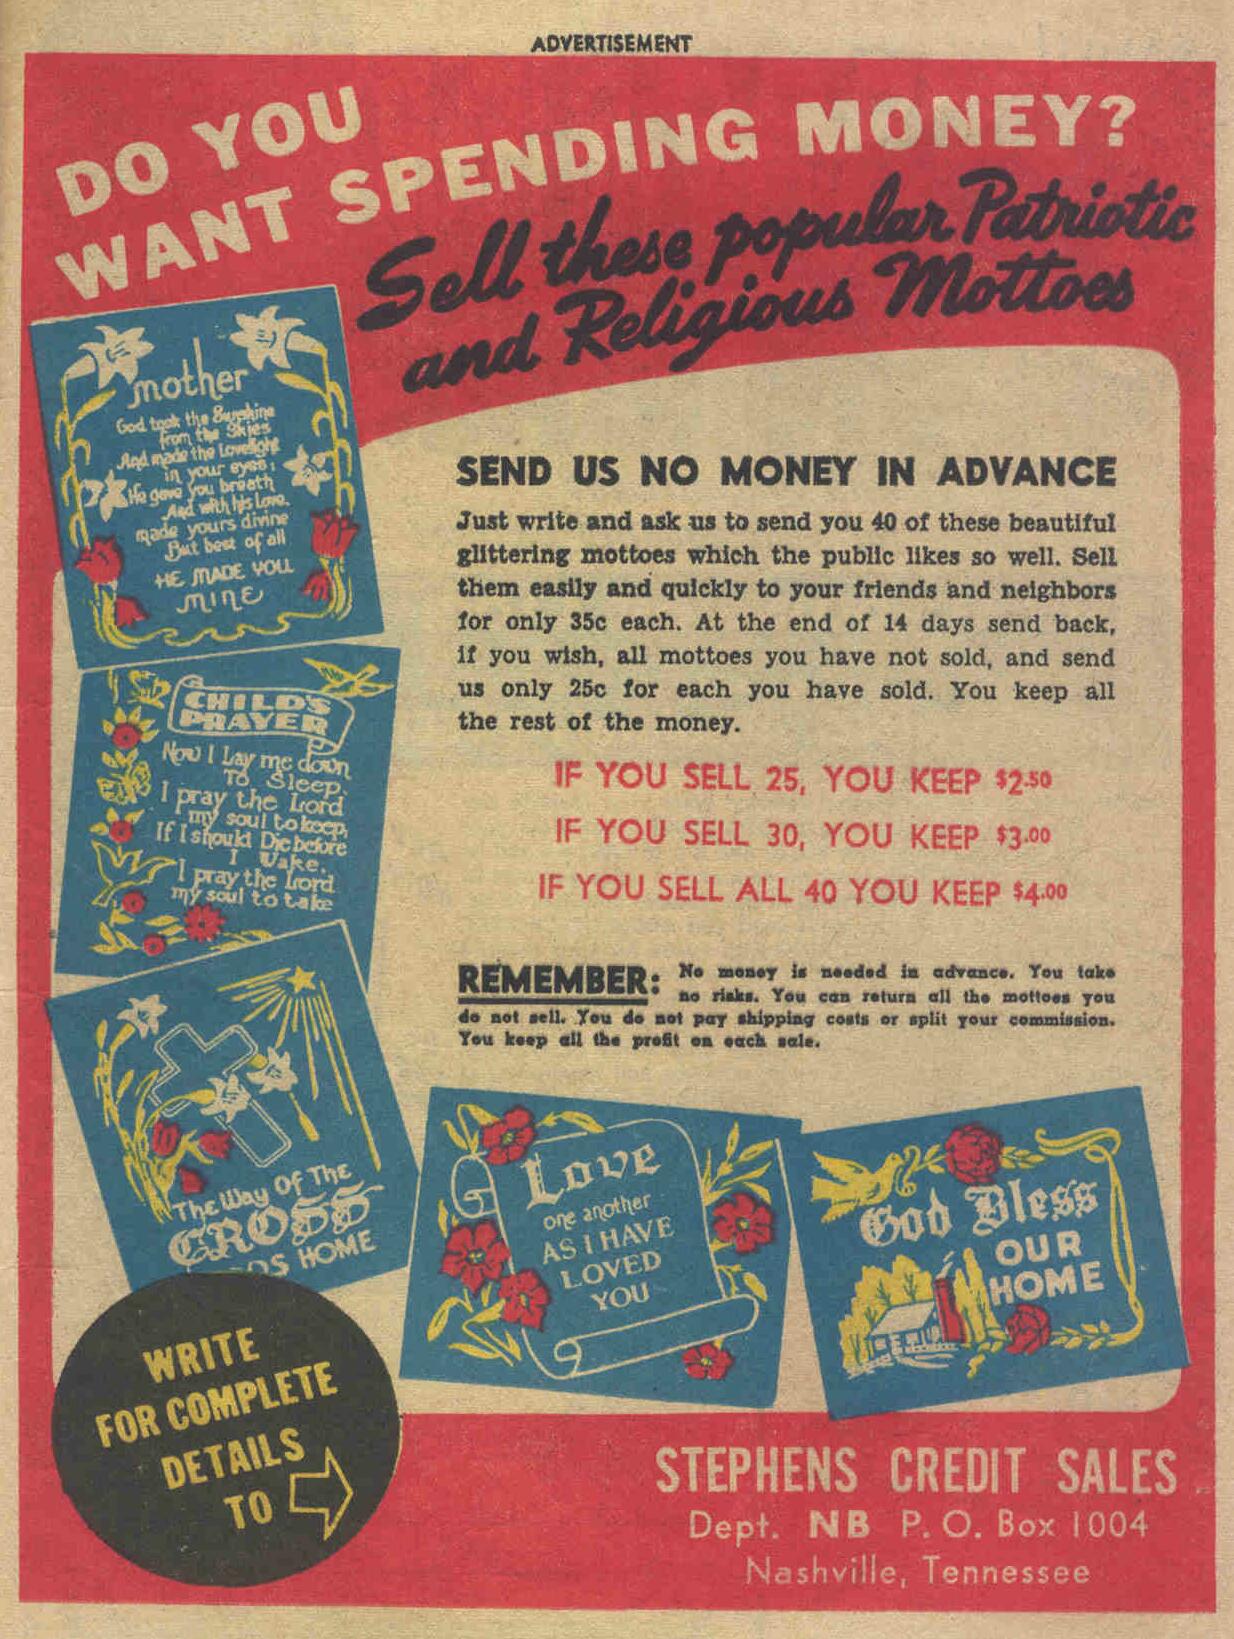 ADVERTISEMENT
DO YOU
WANT SPENDING MONEY?
Sell these popular Patriotic
and Religious Mottoes
mother
God took the Sunshine
from the Skies
And made the Lovelight
in your eyes;
He gave you breath
And with his Love.
made yours divine
But best of all
HE MADE YOU
MINE
CHILD'S
PRAYER
Now I Lay me down
To Sleep.
I pray the Lord
my soul to keep,
If I should Die before
I Wake.
I pray the Lord
my soul to take
The Way Of The
CROSS
DS HOME
SEND US NO MONEY IN ADVANCE
Just write and ask us to send you 40 of these beautiful
glittering mottoes which the public likes so well. Sell
them easily and quickly to your friends and neighbors
for only 35c each. At the end of 14 days send back,
if you wish, all mottoes you have not sold, and send
us only 25c for each you have sold. You keep all
the rest of the money.
IF YOU SELL 25, YOU KEEP $2.50
IF YOU SELL 30, YOU KEEP $3.00
IF YOU SELL ALL 40 YOU KEEP $4.00
REMEMBER: No money is needed in advance. You take
no risks. You can return all the mottoes you
do not sell. You do not pay shipping costs or split your commission.
You keep all the profit on each sale.
Love
one another
AS I HAVE
LOVED
YOU
God Bless
OUR
HOME
WRITE
FOR COMPLETE
DETAILS
TO
STEPHENS CREDIT SALES
Dept. NB P. O. Box 1004
Nashville, Tennessee